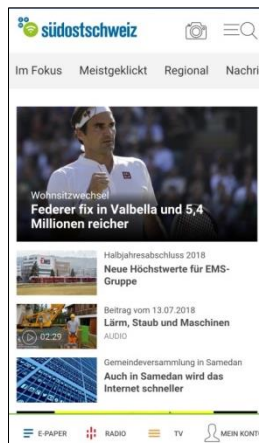 südostschweiz
Im Fokus Meistgeklickt Regional Nachri
Wohnsitzwechsel
Federer fix in Valbella und 5,4
Millionen reicher
Halbjahresabschluss 2018
Neue Höchstwerte für EMS-
Gruppe
Beitrag vom 13.07.2018
Lärm, Staub und Maschinen
AUDIO
02:29
Gemeindeversammlung in Samedan
Auch in Samedan wird das
Internet schneller
E-PAPER RADIO TV MEIN KONT